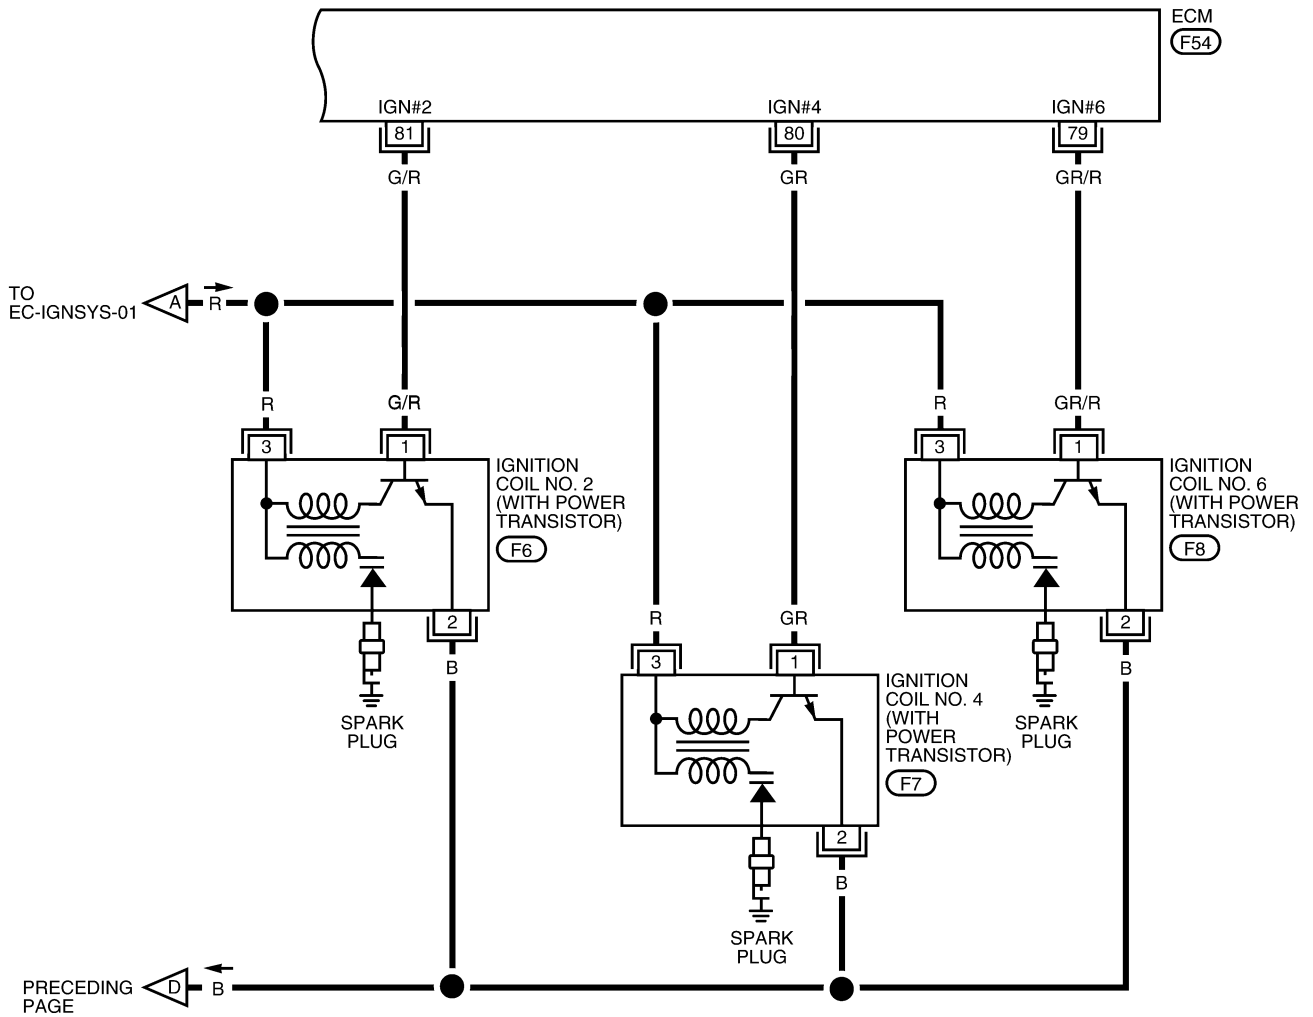 ECM
F54
IGN#2
IGN#4
IGN#6
81
80
79
G/R
GR
GR/R
TO
EC-IGNSYS-01
A
R
R
G/R
R
GR/R
3
1
3
1
IGNITION
COIL NO. 2
(WITH POWER
TRANSISTOR)
F6
IGNITION
COIL NO. 6
(WITH POWER
TRANSISTOR)
F8
2
B
R
GR
2
B
3
1
SPARK
PLUG
IGNITION
COIL NO. 4
(WITH
POWER
TRANSISTOR)
F7
SPARK
PLUG
2
B
SPARK
PLUG
PRECEDING
PAGE
D
B